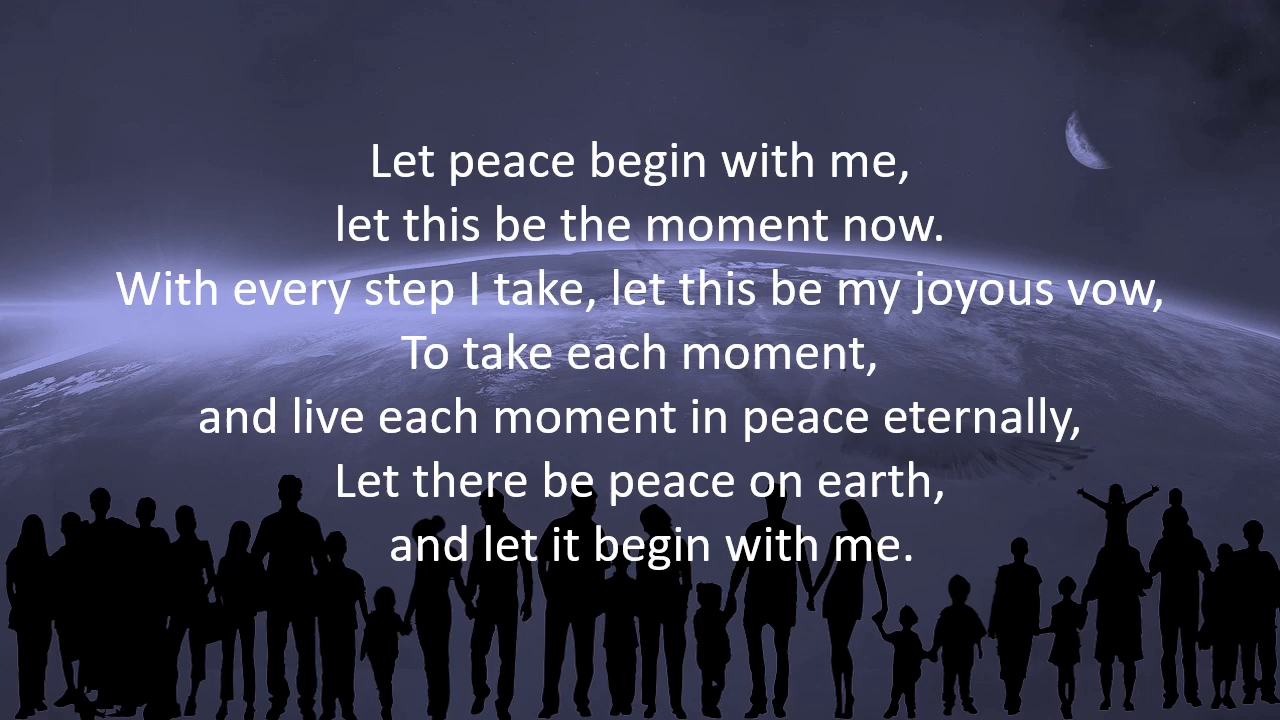 Let peace begin with me,
let this be the moment now.
With every step I take, let this be my joyous vow,
To take each moment,
and live each moment in peace eternally,
Let there be peace on earth,
and let it begin with me.